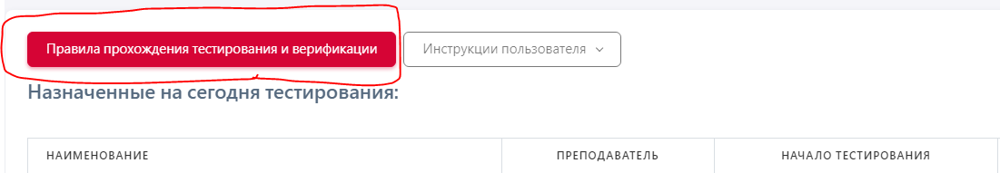 Правила прохождения тестирования и верификации Инструкции пользователя
Назначенные на сегодня тестирования:
НАИМЕНОВАНИЕ ПРЕПОДАВАТЕЛЬ НАЧАЛО ТЕСТИРОВАНИЯ